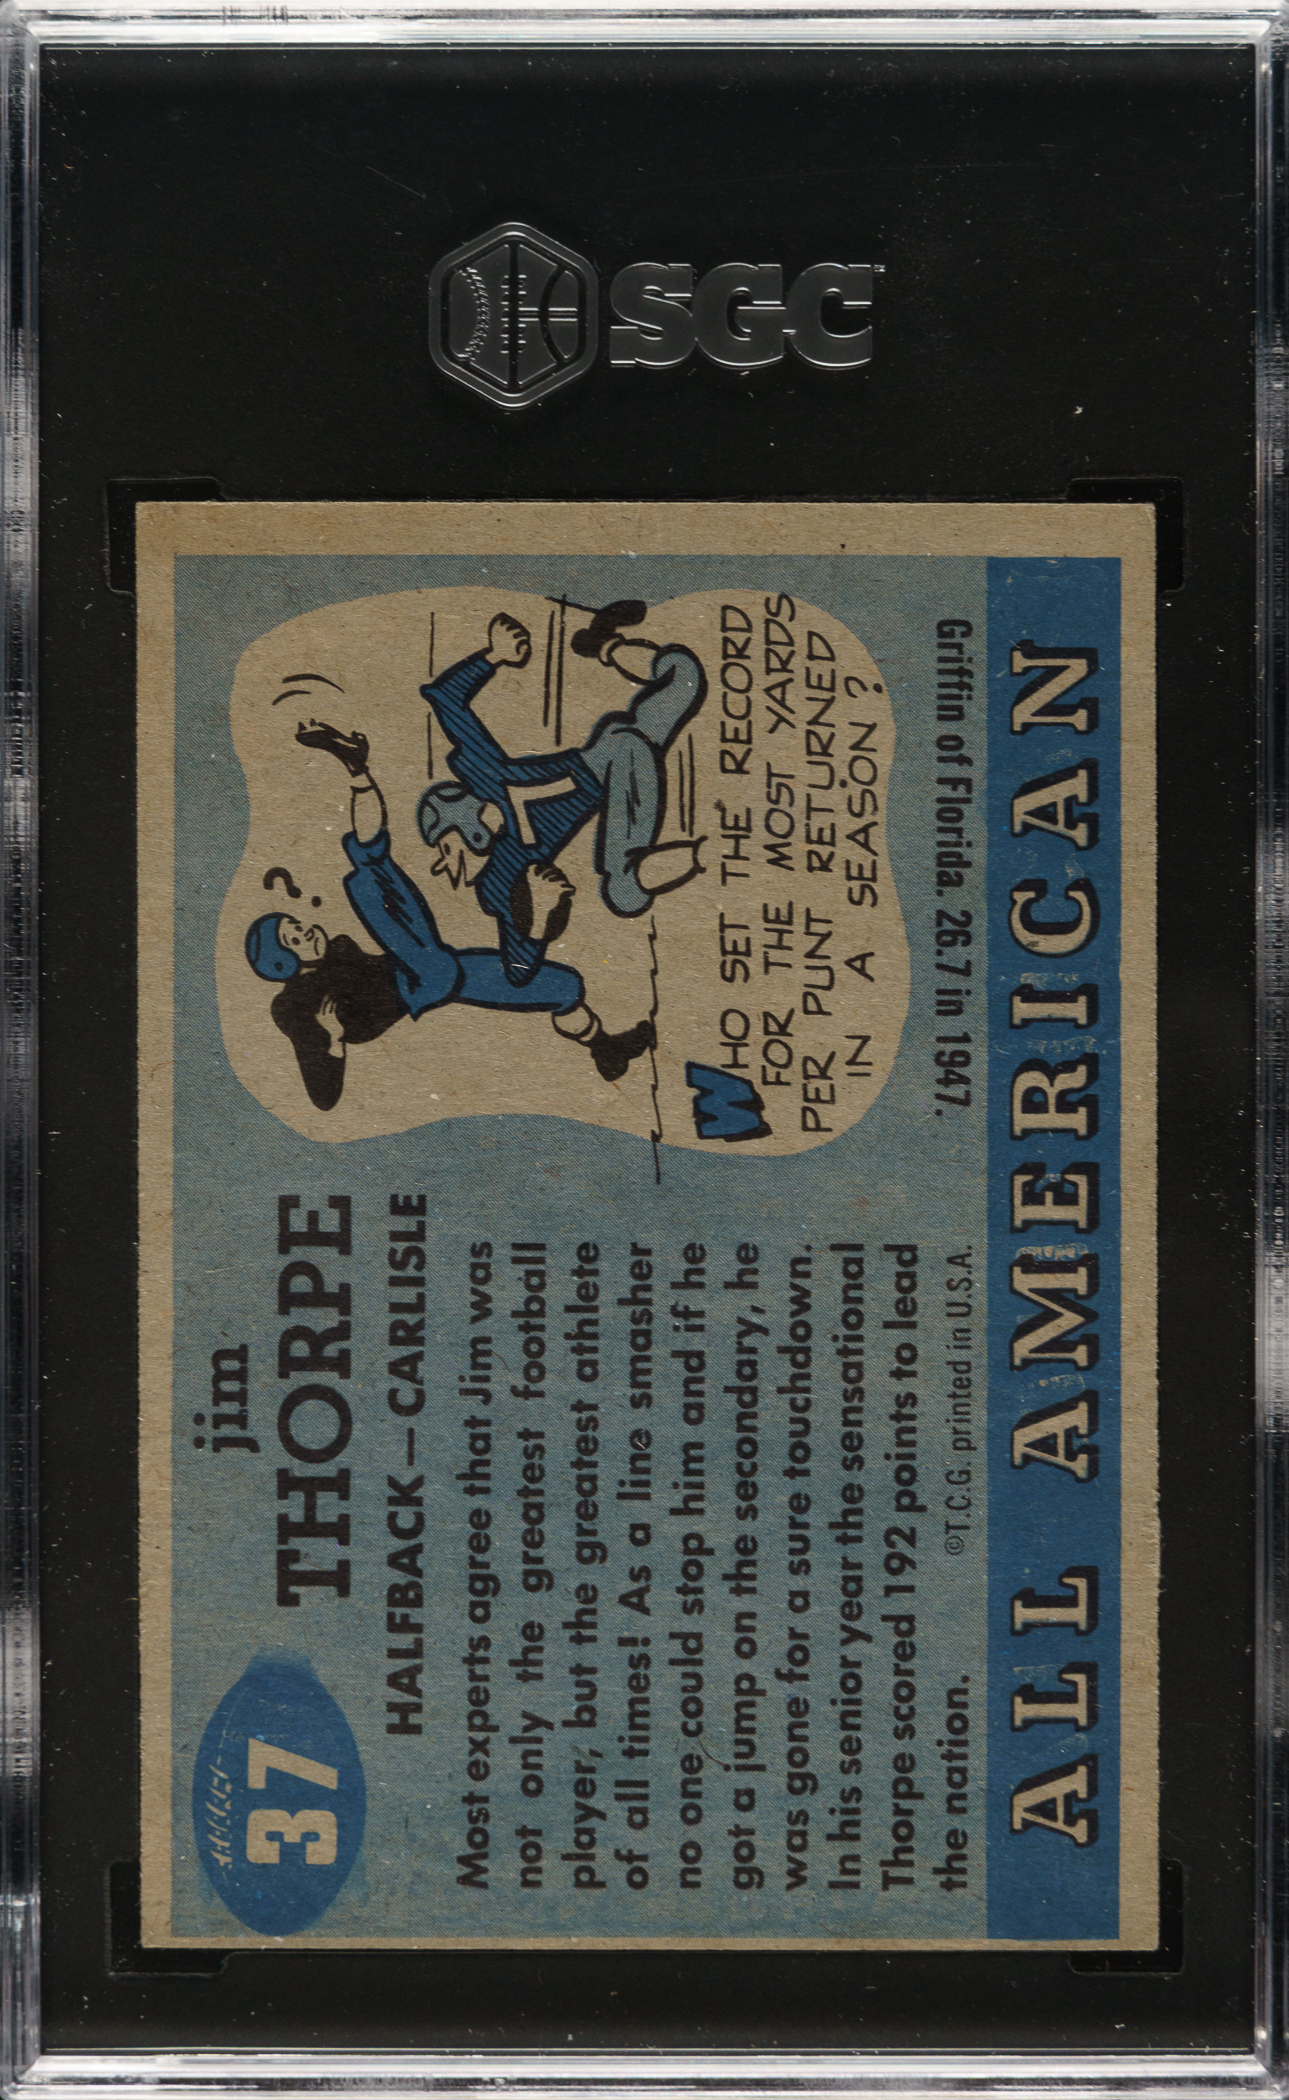 SGC
37
jim
THORPE
HALFBACK—CARLISLE
Most experts agree that Jim was
not only the greatest football
player, but the greatest athlete
of all times! As a line smasher
no one could stop him and if he
got a jump on the secondary, he
was gone for a sure touchdown.
In his senior year the sensational
Thorpe scored 192 points to lead
the nation.
©T.C.G. printed in U.S.A.
?
WHO SET THE RECORD
FOR THE MOST YARDS
PER PUNT RETURNED
IN A SEASON?
Griffin of Florida. 26.7 in 1947.
ALL AMERICAN